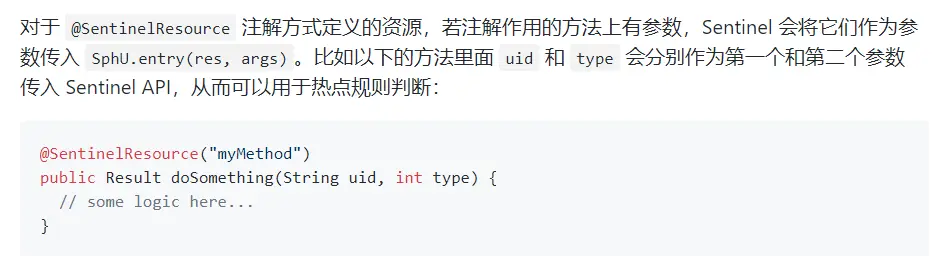 对于 @SentinelResource 注解方式定义的资源，若注解作用的方法上有参数，Sentinel 会将它们作为参
数传入 SphU.entry(res, args)。比如以下的方法里面 uid 和 type 会分别作为第一个和第二个参数
传入 Sentinel API，从而可以用于热点规则判断：
@SentinelResource("myMethod")
public Result doSomething(String uid, int type) {
  // some logic here...
}